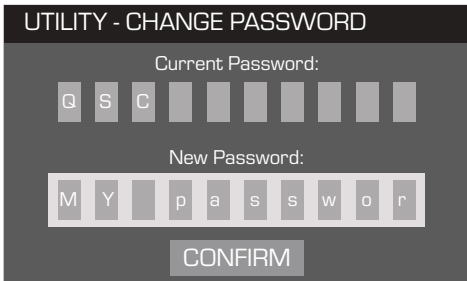 UTILITY - CHANGE PASSWORD
Current Password:
Q S C
New Password:
M Y   p a s s w o r
CONFIRM